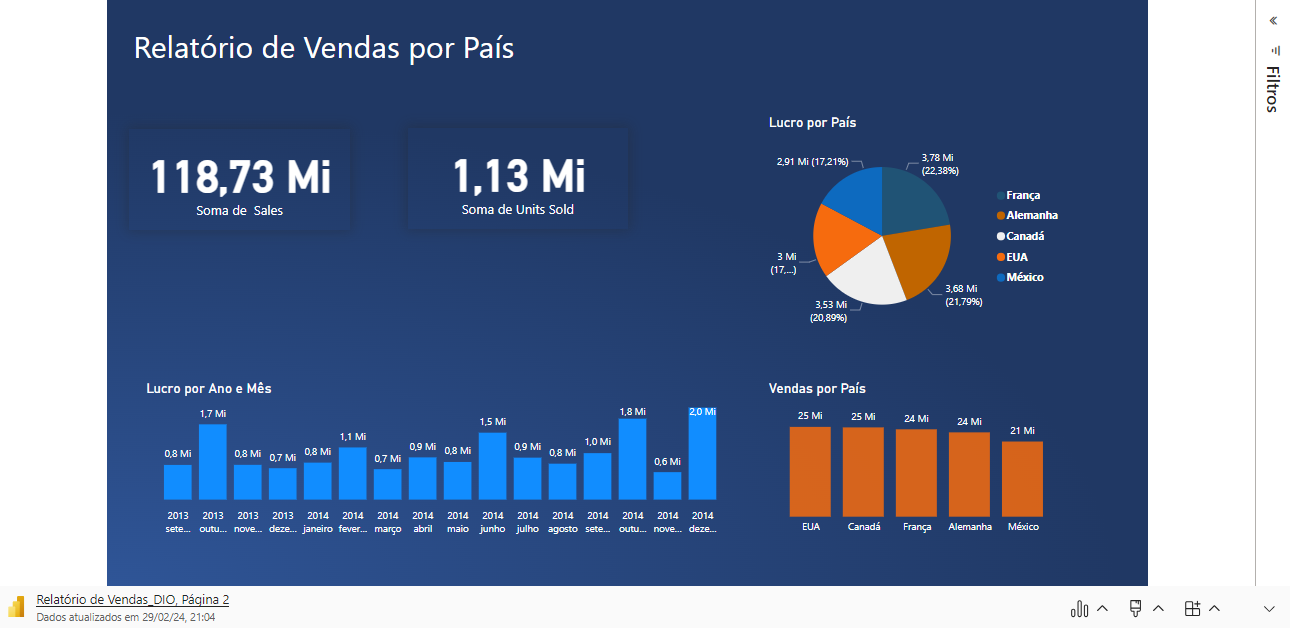 Relatório de Vendas por País
Filtros
118,73 Mi
Soma de Sales
1,13 Mi
Soma de Units Sold
Lucro por País
2,91 Mi (17,21%)
3,78 Mi
(22,38%)
3 Mi
(17,...)
3,53 Mi
(20,89%)
3,68 Mi
(21,79%)
França
Alemanha
Canadá
EUA
México
Lucro por Ano e Mês
0,8 Mi
1,7 Mi
0,8 Mi
0,7 Mi
0,8 Mi
1,1 Mi
0,7 Mi
0,9 Mi
0,8 Mi
1,5 Mi
0,9 Mi
0,8 Mi
1,0 Mi
1,8 Mi
0,6 Mi
2,0 Mi
2013 2013 2013 2013 2014 2014 2014 2014 2014 2014 2014 2014 2014 2014 2014 2014
sete... outu... nove... deze... janeiro fever... março abril maio junho julho agosto sete... outu... nove... deze...
Vendas por País
25 Mi
25 Mi
24 Mi
24 Mi
21 Mi
EUA Canadá França Alemanha México
Relatório de Vendas_DIO, Página 2
Dados atualizados em 29/02/24, 21:04